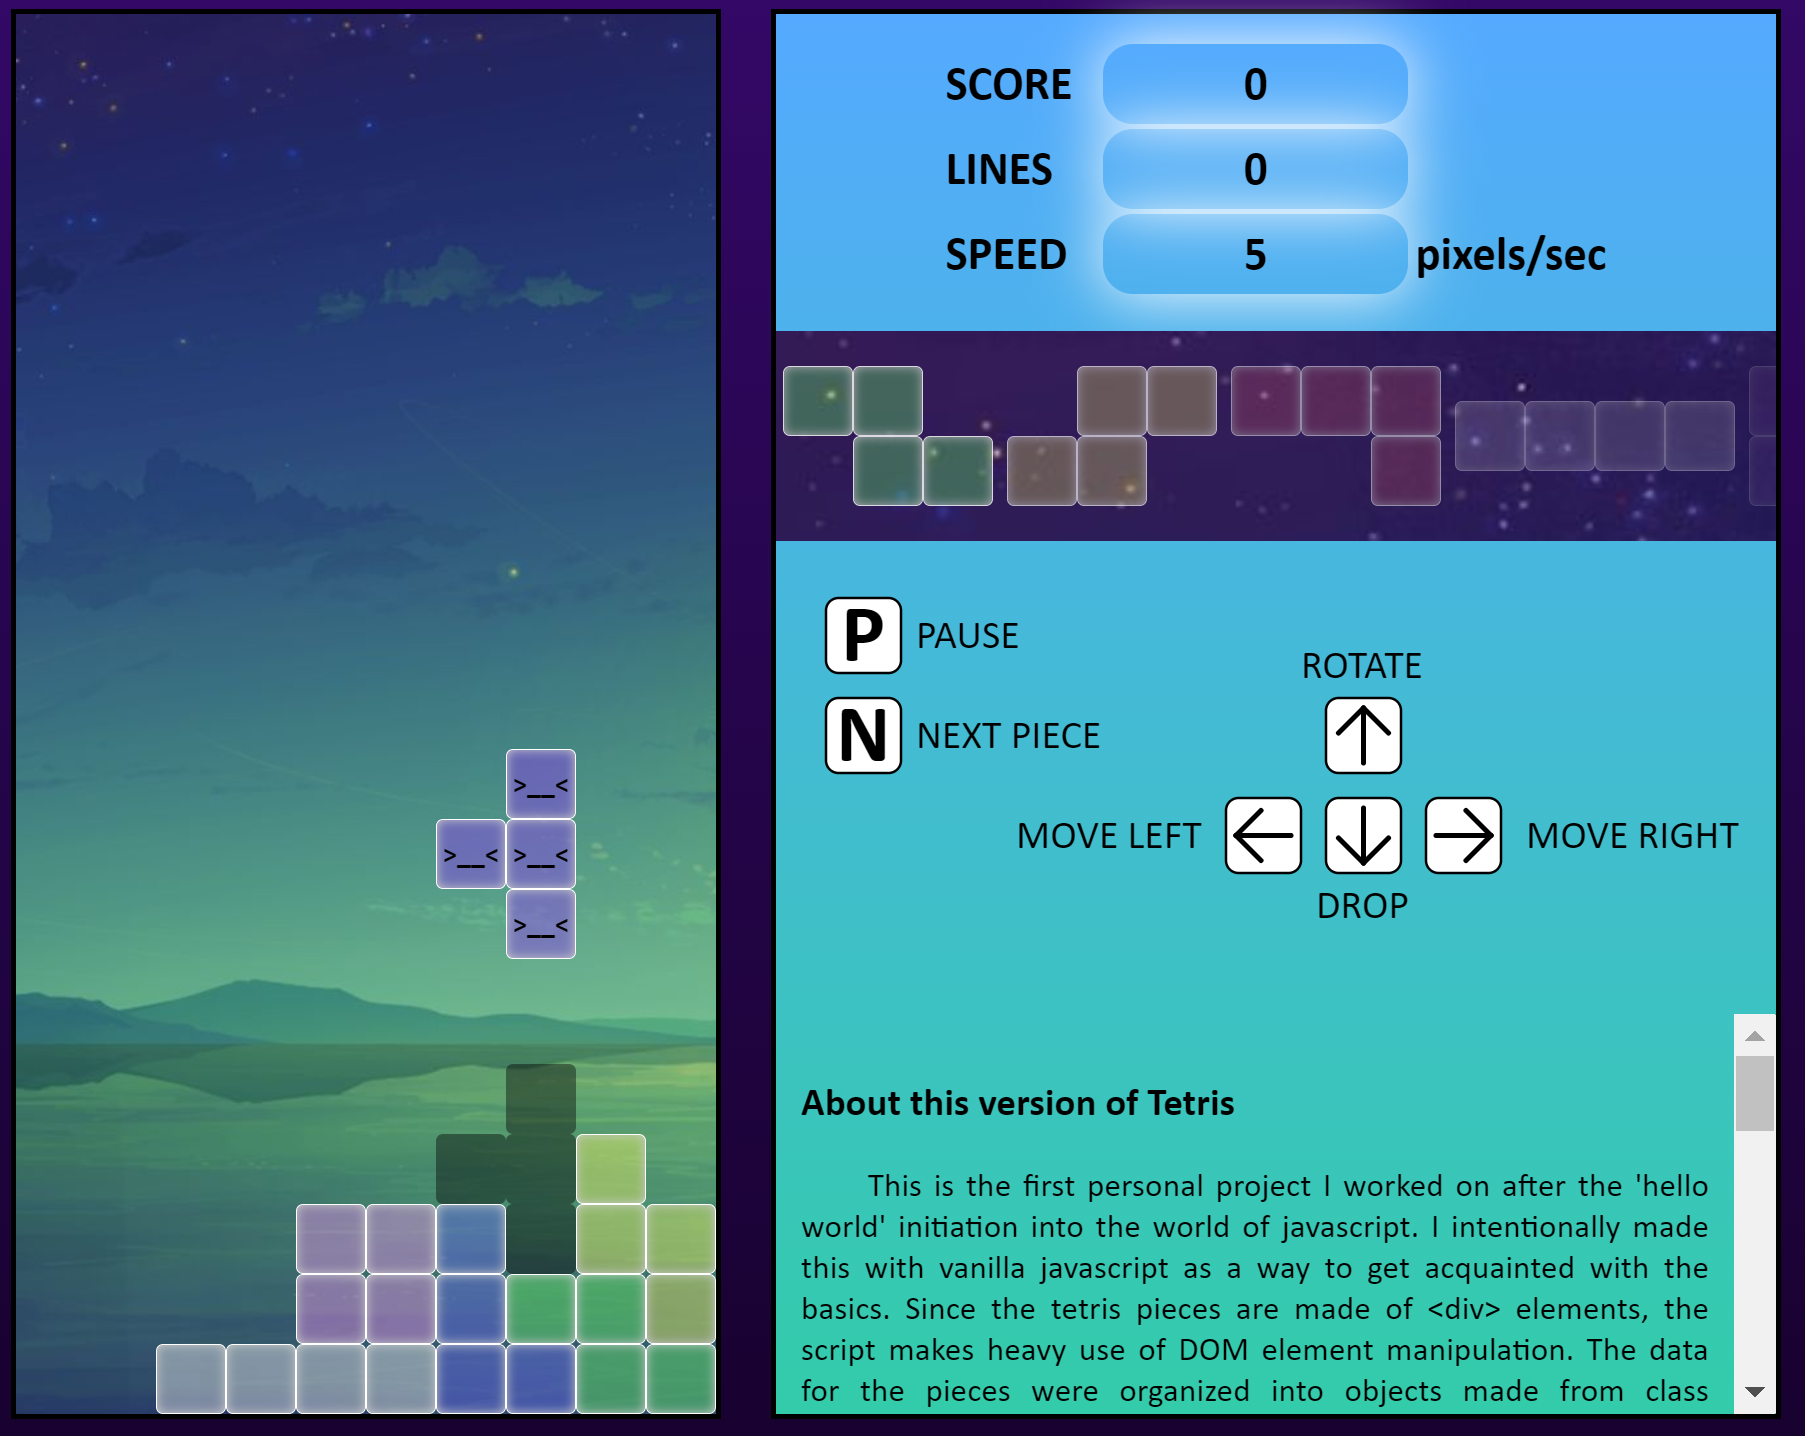 SCORE 0
LINES 0
SPEED 5 pixels/sec
P PAUSE
N NEXT PIECE
ROTATE
MOVE LEFT
MOVE RIGHT
DROP
>__<
>__< >__<
>__<
About this version of Tetris
This is the first personal project I worked on after the 'hello
world' initiation into the world of javascript. I intentionally made
this with vanilla javascript as a way to get acquainted with the
basics. Since the tetris pieces are made of <div> elements, the
script makes heavy use of DOM element manipulation. The data
for the pieces were organized into objects made from class